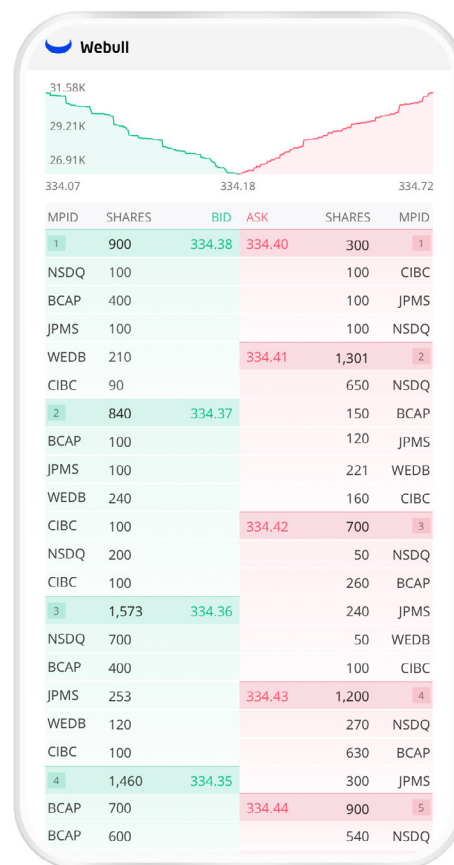 Webull
31.58K
29.21K
26.91K
334.07 334.18 334.72
MPID SHARES BID ASK SHARES MPID
1 900 334.38 334.40 300 1
NSDQ 100 100 CIBC
BCAP 400 100 JPMS
JPMS 100 100 NSDQ
WEDB 210 334.41 1,301 2
CIBC 90 650 NSDQ
2 840 334.37 150 BCAP
BCAP 100 120 JPMS
JPMS 100 221 WEDB
WEDB 240 160 CIBC
CIBC 100 334.42 700 3
NSDQ 200 50 NSDQ
CIBC 100 260 BCAP
3 1,573 334.36 240 JPMS
NSDQ 700 50 WEDB
BCAP 400 100 CIBC
JPMS 253 334.43 1,200 4
WEDB 120 270 NSDQ
CIBC 100 630 BCAP
4 1,460 334.35 300 JPMS
BCAP 700 334.44 900 5
BCAP 600 540 NSDQ